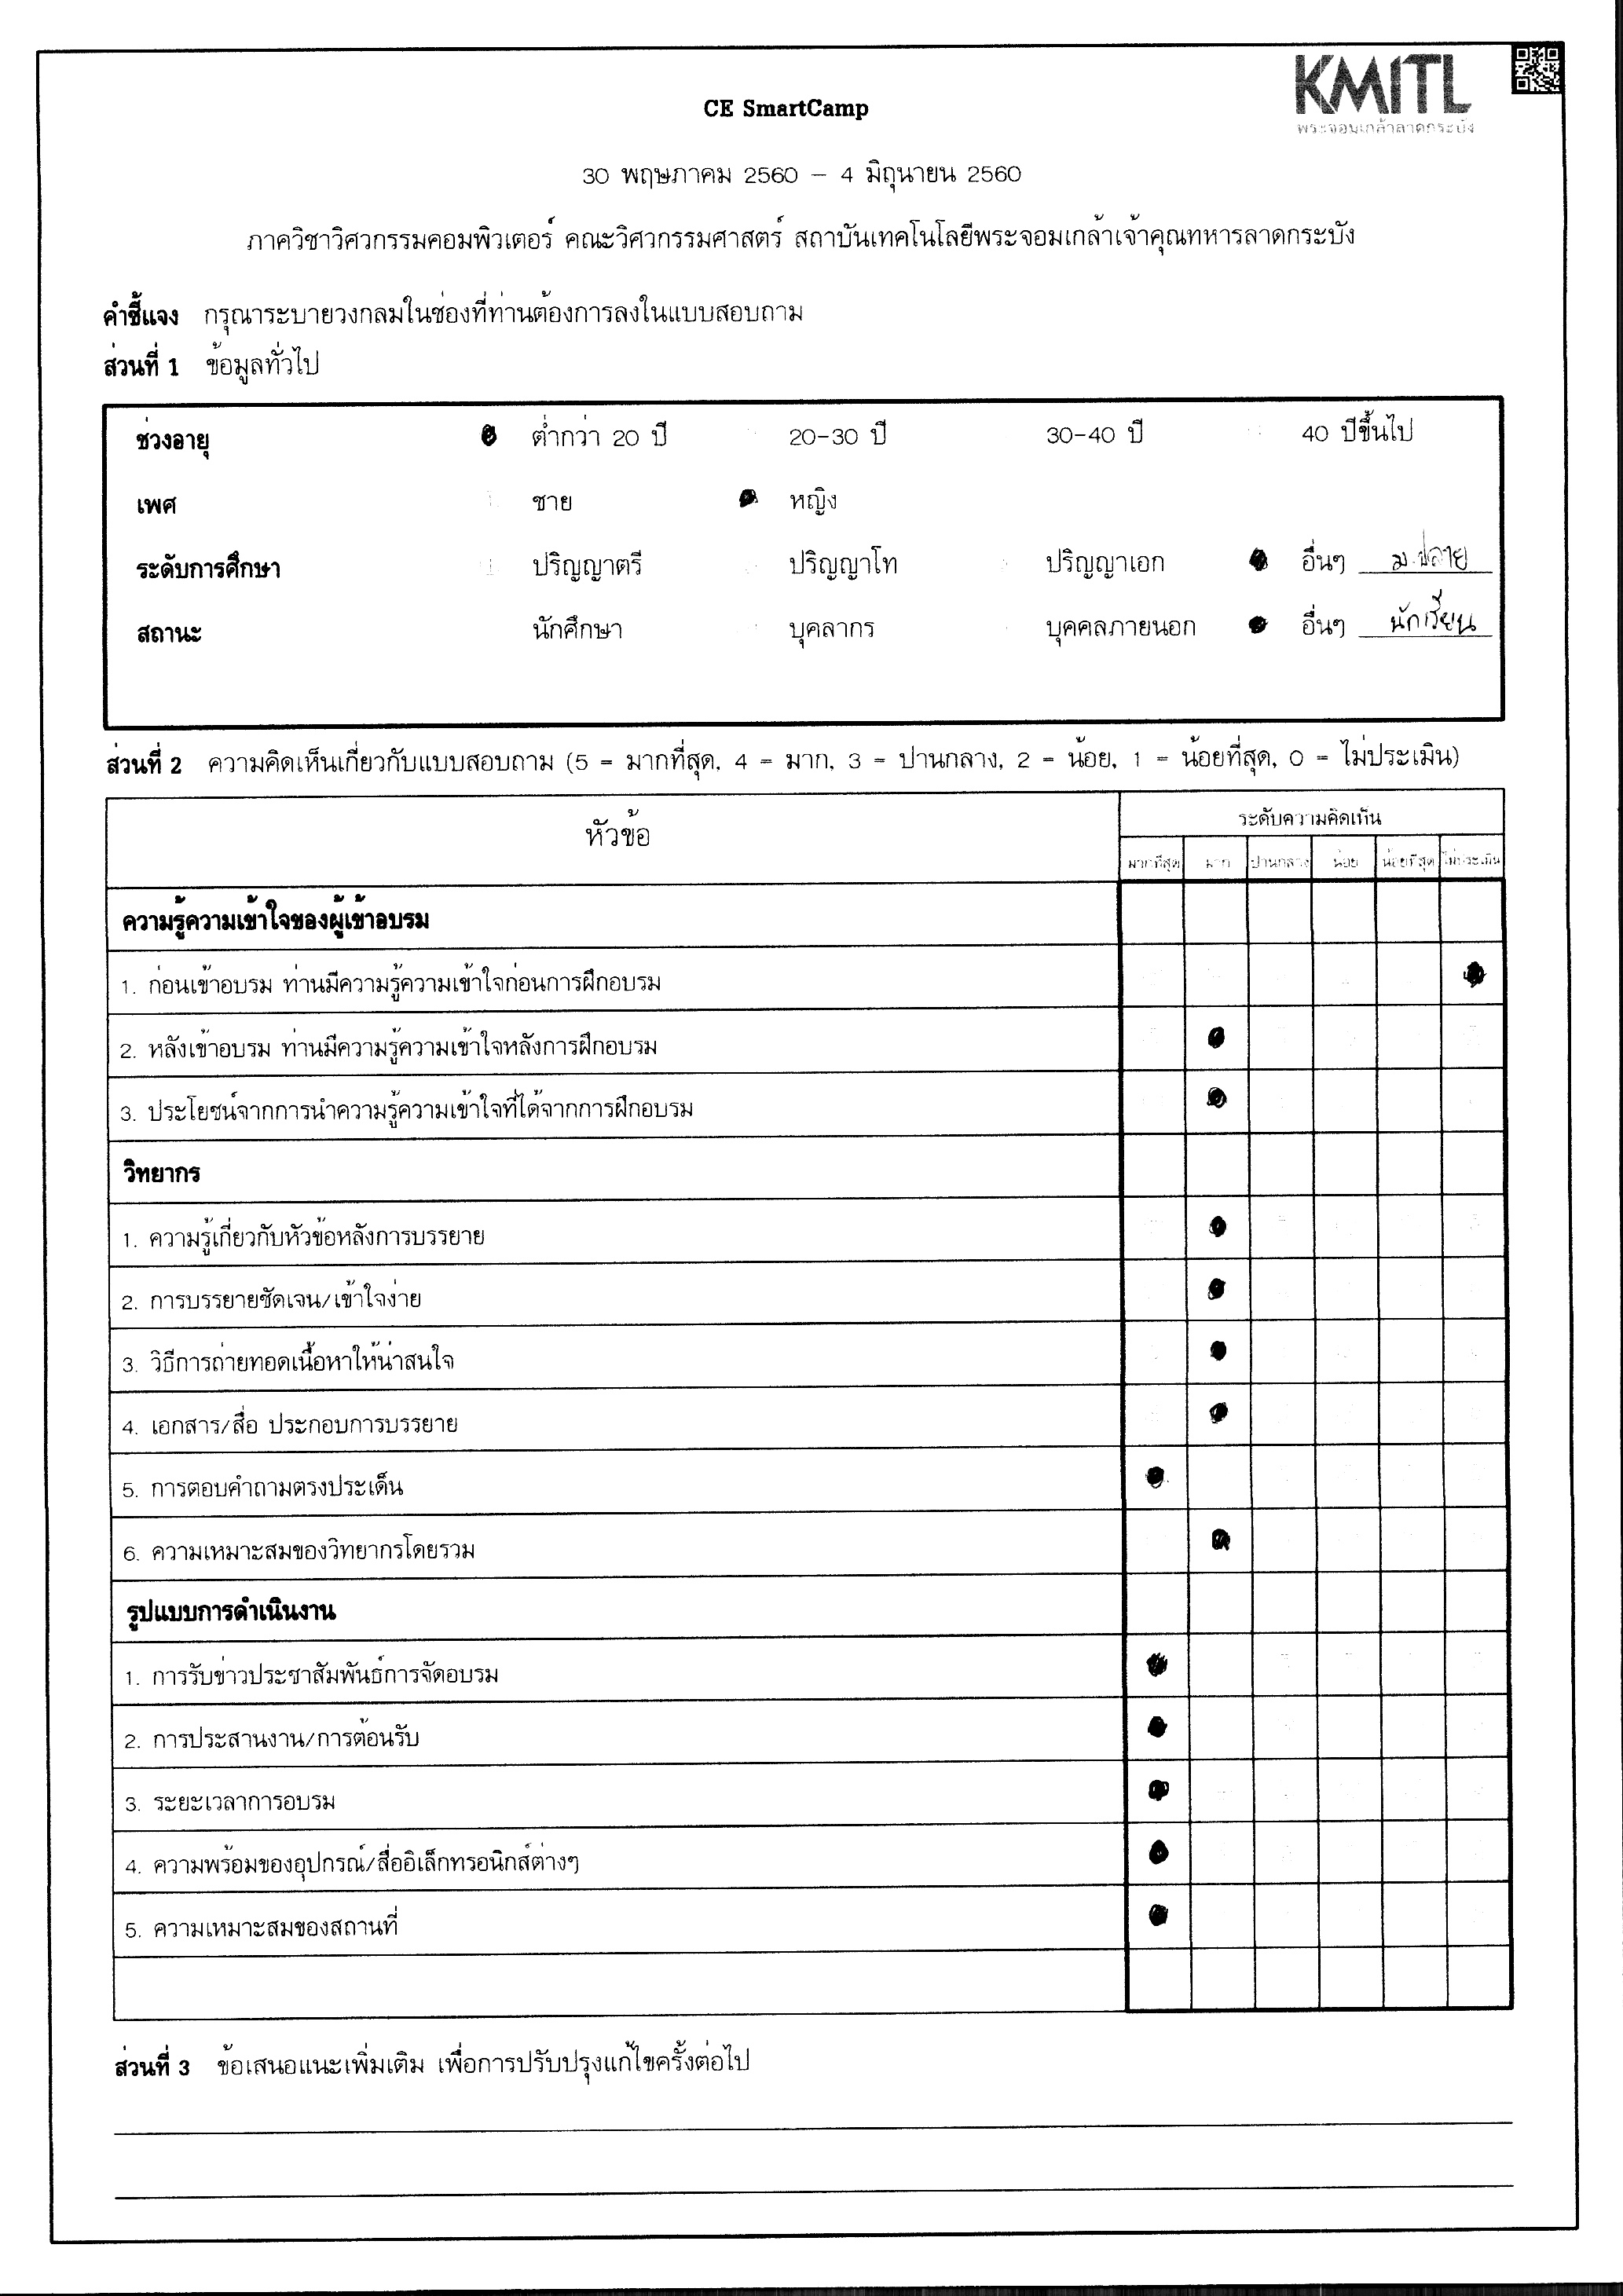 KMITL
พระจอมเกล้าลาดกระบัง
CE SmartCamp
30 พฤษภาคม 2560 – 4 มิถุนายน 2560
ภาควิชาวิศวกรรมคอมพิวเตอร์ คณะวิศวกรรมศาสตร์ สถาบันเทคโนโลยีพระจอมเกล้าเจ้าคุณทหารลาดกระบัง
คำชี้แจง กรุณาระบายวงกลมในช่องที่ท่านต้องการลงในแบบสอบถาม
ส่วนที่ 1 ข้อมูลทั่วไป
ช่วงอายุ ต่ำกว่า 20 ปี 20-30 ปี 30-40 ปี 40 ปีขึ้นไป
เพศ ชาย หญิง
ระดับการศึกษา ปริญญาตรี ปริญญาโท ปริญญาเอก อื่นๆ ม.ปลาย
สถานะ นักศึกษา บุคลากร บุคคลภายนอก อื่นๆ นักเรียน
ส่วนที่ 2 ความคิดเห็นเกี่ยวกับแบบสอบถาม (5 = มากที่สุด, 4 = มาก, 3 = ปานกลาง, 2 = น้อย, 1 = น้อยที่สุด, 0 = ไม่ประเมิน)
หัวข้อ ระดับความคิดเห็น
มากที่สุด มาก ปานกลาง น้อย น้อยที่สุด ไม่ประเมิน
ความรู้ความเข้าใจของผู้เข้าอบรม
1. ก่อนเข้าอบรม ท่านมีความรู้ความเข้าใจก่อนการฝึกอบรม
2. หลังเข้าอบรม ท่านมีความรู้ความเข้าใจหลังการฝึกอบรม
3. ประโยชน์จากการนำความรู้ความเข้าใจที่ได้จากการฝึกอบรม
วิทยากร
1. ความรู้เกี่ยวกับหัวข้อหลังการบรรยาย
2. การบรรยายชัดเจน/เข้าใจง่าย
3. วิธีการถ่ายทอดเนื้อหาให้น่าสนใจ
4. เอกสาร/สื่อ ประกอบการบรรยาย
5. การตอบคำถามตรงประเด็น
6. ความเหมาะสมของวิทยากรโดยรวม
รูปแบบการดำเนินงาน
1. การรับข่าวประชาสัมพันธ์การจัดอบรม
2. การประสานงาน/การต้อนรับ
3. ระยะเวลาการอบรม
4. ความพร้อมของอุปกรณ์/สื่ออิเล็กทรอนิกส์ต่างๆ
5. ความเหมาะสมของสถานที่
ส่วนที่ 3 ข้อเสนอแนะเพิ่มเติม เพื่อการปรับปรุงแก้ไขครั้งต่อไป